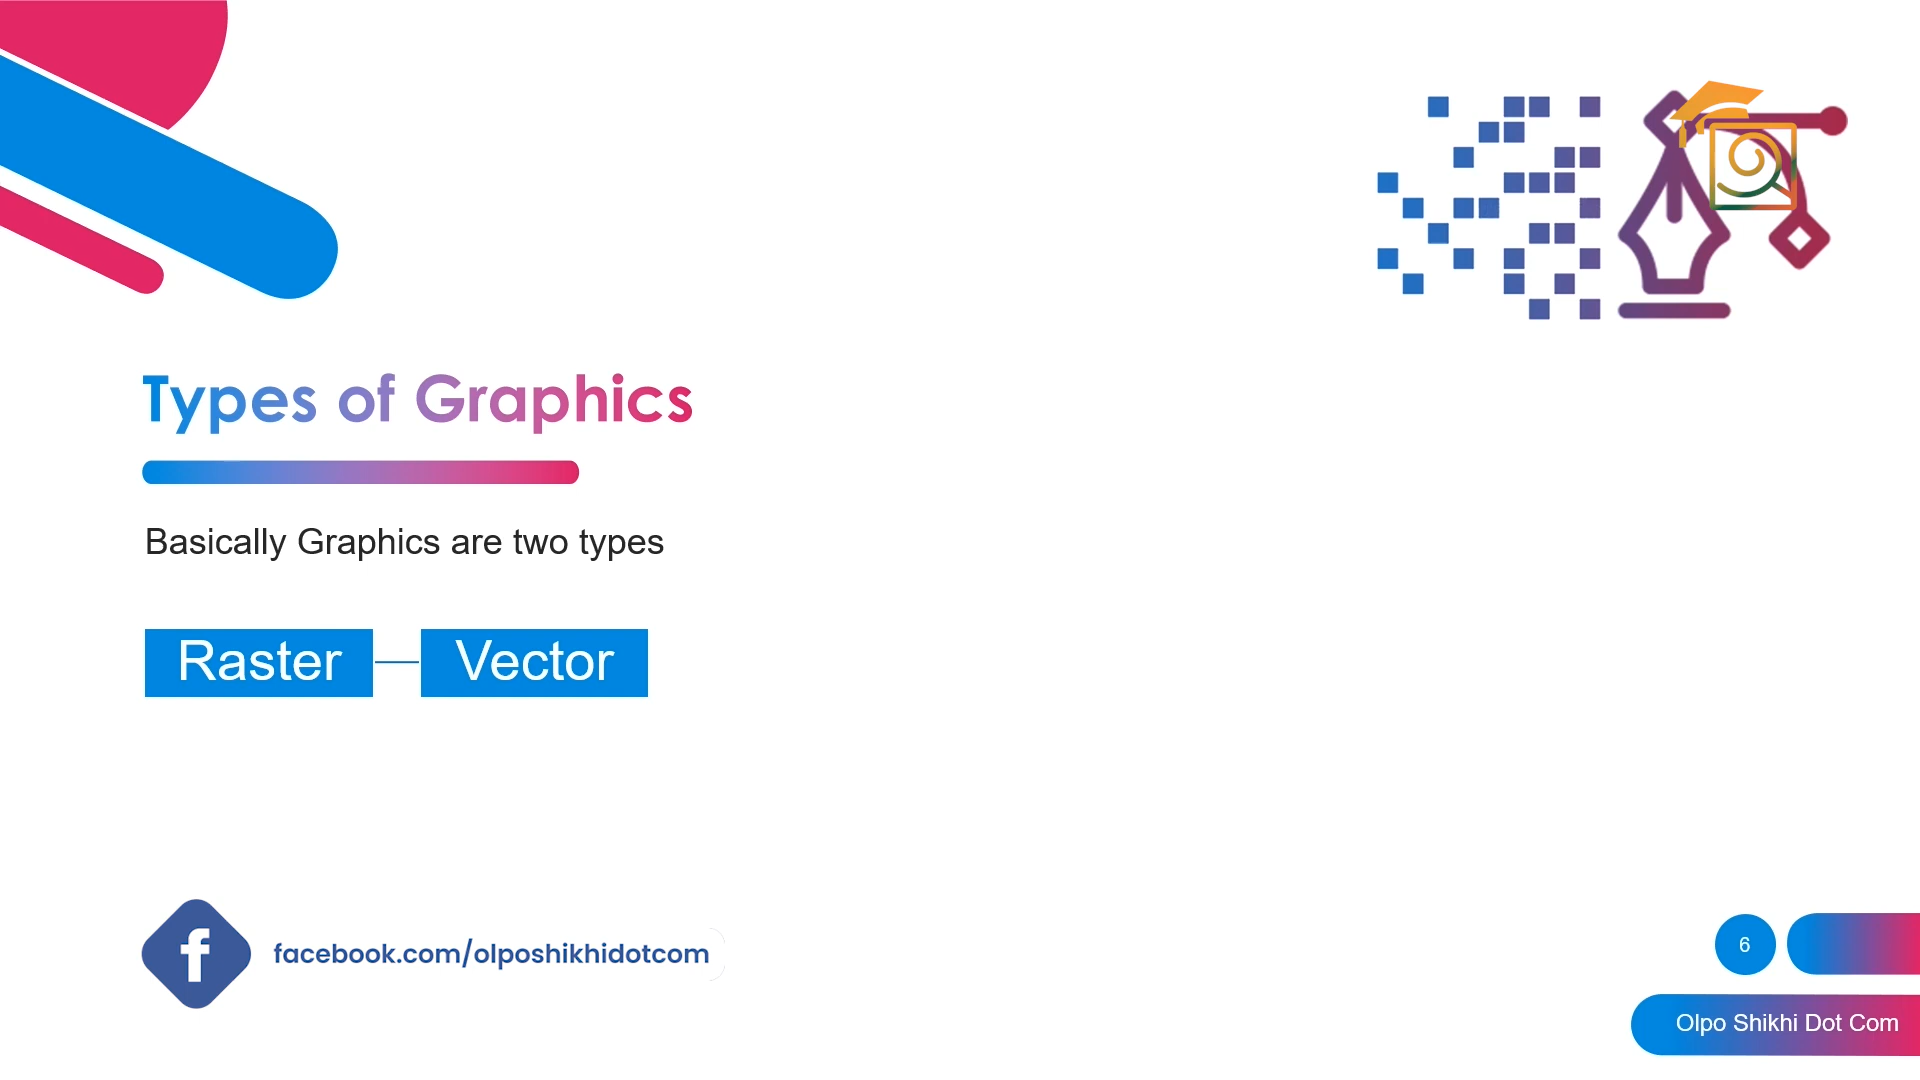 Types of Graphics
Basically Graphics are two types
Raster
Vector
facebook.com/olposhikhidotcom
6
Olpo Shikhi Dot Com